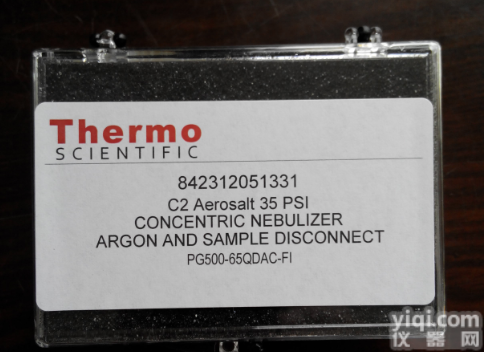 Thermo
SCIENTIFIC
842312051331
C2 Aerosalt 35 PSI
CONCENTRIC NEBULIZER
ARGON AND SAMPLE DISCONNECT
PG500-65QDAC-FI
yiqi.com
仪器网